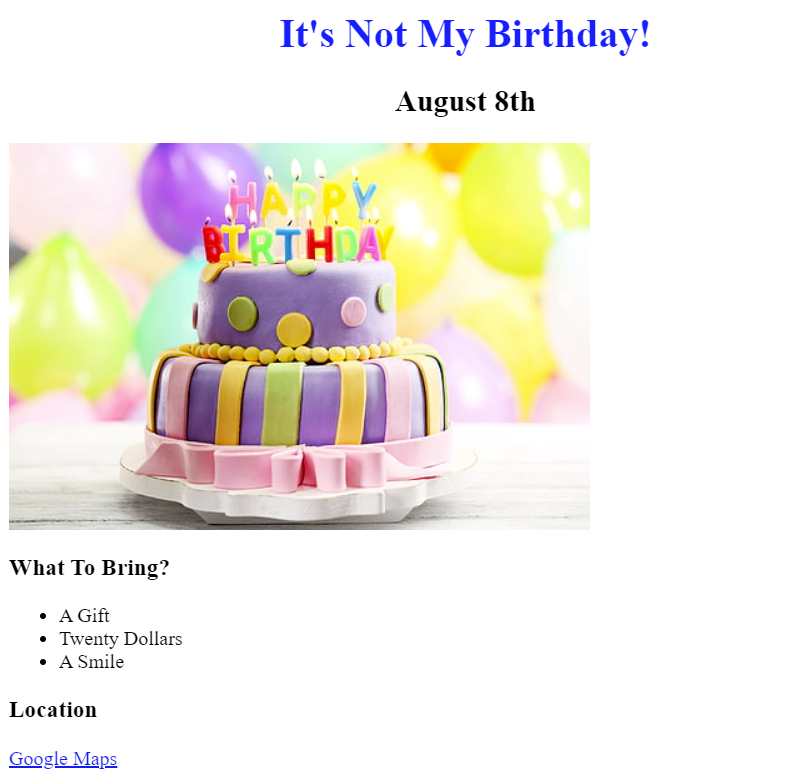 It's Not My Birthday!
August 8th
HAPPY
BIRTHDAY
What To Bring?
A Gift
Twenty Dollars
A Smile
Location
Google Maps